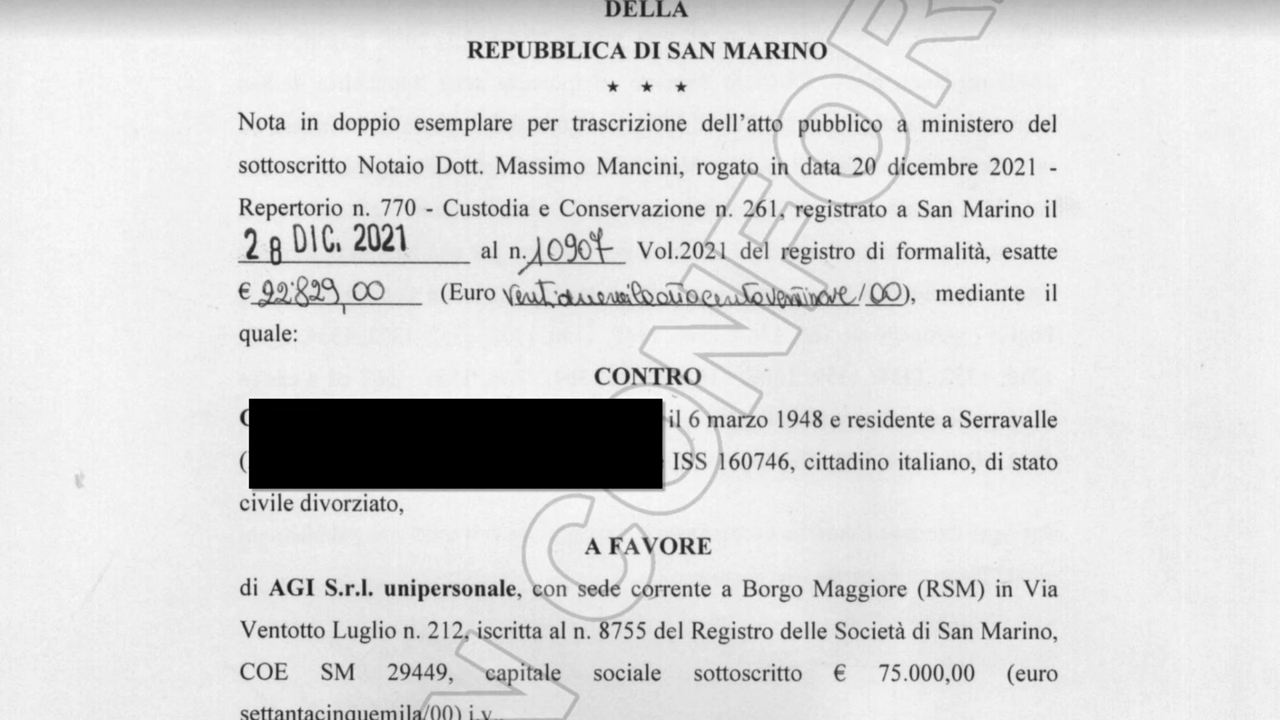 DELLA
REPUBBLICA DI SAN MARINO
★ ★ ★
Nota in doppio esemplare per trascrizione dell'atto pubblico a ministero del
sottoscritto Notaio Dott. Massimo Mancini, rogato in data 20 dicembre 2021 -
Repertorio n. 770 - Custodia e Conservazione n. 261, registrato a San Marino il
28 DIC. 2021 al n. 10907 Vol.2021 del registro di formalità, esatte
€ 22.829,00 (Euro ventiduemilaottocentoventinove/00), mediante il
quale:
CONTRO
il 6 marzo 1948 e residente a Serravalle
( ISS 160746, cittadino italiano, di stato
civile divorziato,
A FAVORE
di AGI S.r.l. unipersonale, con sede corrente a Borgo Maggiore (RSM) in Via
Ventotto Luglio n. 212, iscritta al n. 8755 del Registro delle Società di San Marino,
COE SM 29449, capitale sociale sottoscritto € 75.000,00 (euro
settantacinquemila/00) i.v.
N CONFOR